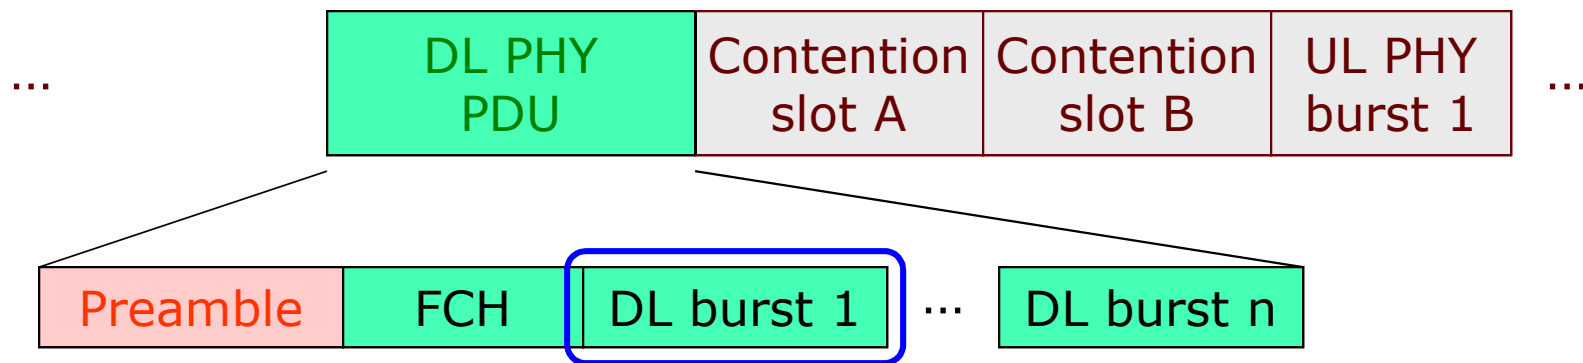 ...
DL PHY
PDU
Contention
slot A
Contention
slot B
UL PHY
burst 1
...
Preamble
FCH
DL burst 1
...
DL burst n